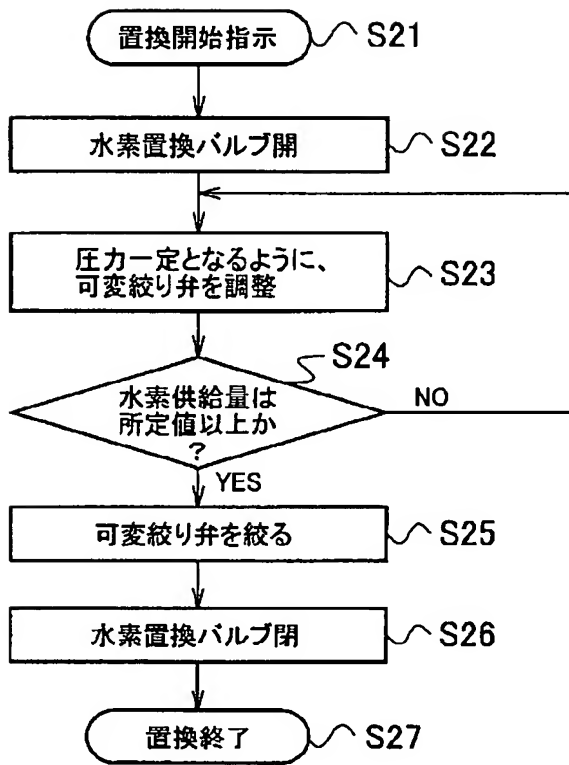 置換開始指示
S21
水素置換バルブ開
S22
圧力一定となるように、
可変絞り弁を調整
S23
S24
水素供給量は
所定値以上か
?
NO
YES
可変絞り弁を絞る
S25
水素置換バルブ閉
S26
置換終了
S27